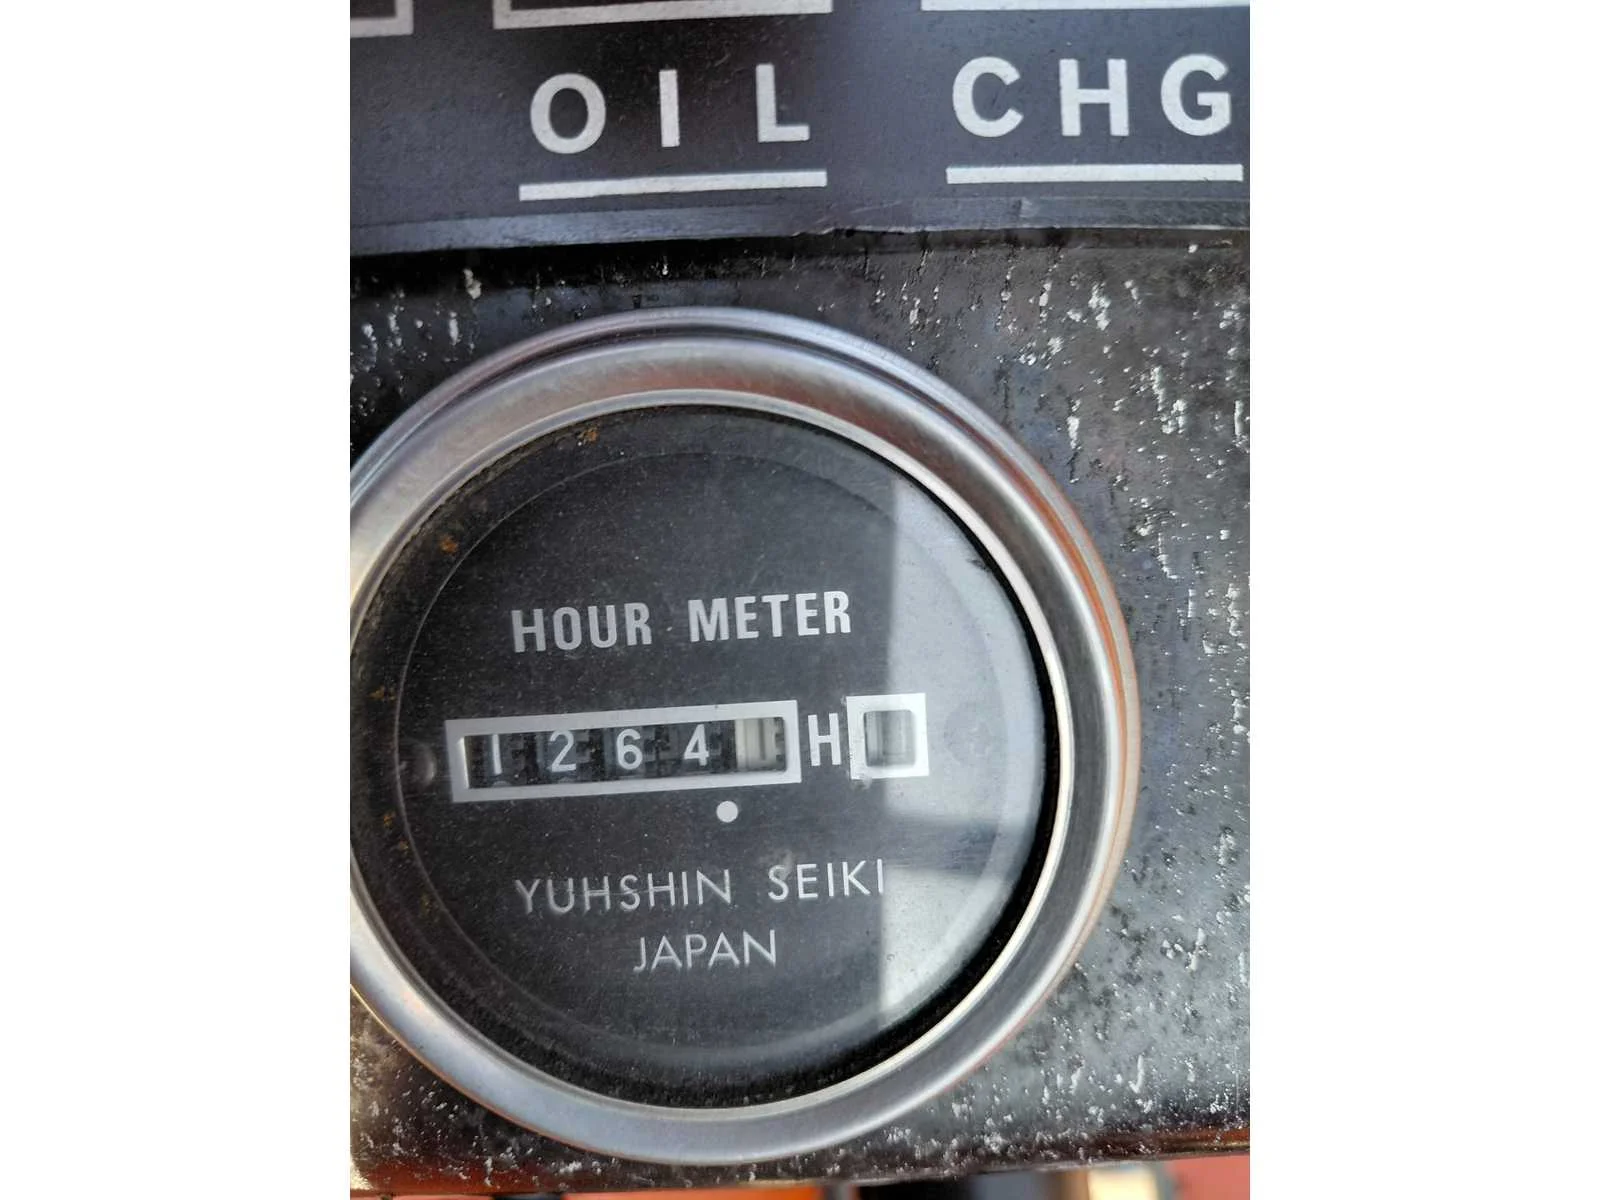 OIL CHG
HOUR METER
1264 H
YUHSHIN SEIKI
JAPAN